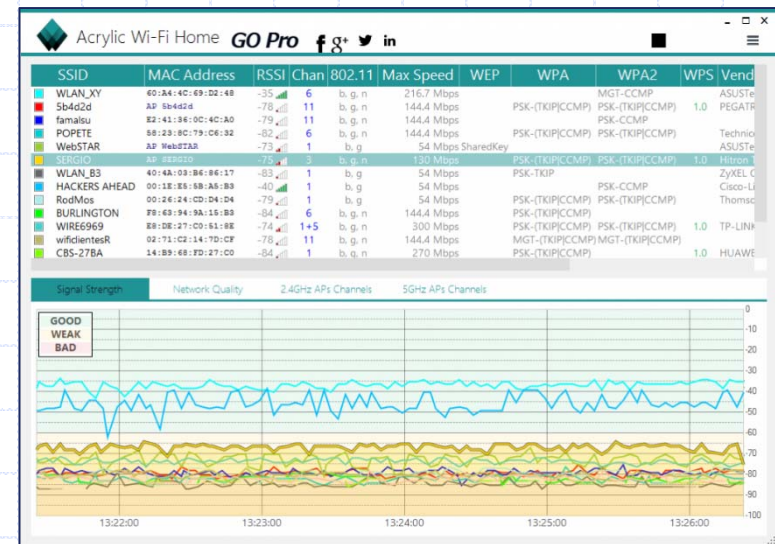 Acrylic Wi-Fi Home GO Pro f g+ in
SSID MAC Address RSSI Chan 802.11 Max Speed WEP WPA WPA2 WPS Vend
WLAN_XY 60:A4:4C:69:D2:48 -35 6 b, g, n 216.7 Mbps MGT-CCMP ASUSTe
5b4d2d AP 5b4d2d -78 11 b, g, n 144.4 Mbps PSK-(TKIP|CCMP) PSK-(TKIP|CCMP) 1.0 PEGATR
famalsu E2:41:36:0C:4C:A0 -79 11 b, g, n 144.4 Mbps PSK-CCMP
POPETE 58:23:8C:79:C6:32 -82 6 b, g, n 144.4 Mbps PSK-(TKIP|CCMP) PSK-(TKIP|CCMP) Technic
WebSTAR AP WebSTAR -73 1 b, g 54 Mbps SharedKey ASUSTe
SERGIO AP SERGIO -75 3 b, g, n 130 Mbps PSK-(TKIP|CCMP) PSK-(TKIP|CCMP) 1.0 Hitron T
WLAN_B3 40:4A:03:B6:86:17 -83 1 b, g 54 Mbps PSK-TKIP ZyXEL C
HACKERS AHEAD 00:1E:E5:5B:A5:B3 -40 1 b, g 54 Mbps PSK-CCMP Cisco-Li
RodMos 00:26:24:CD:D4:D4 -79 1 b, g 54 Mbps PSK-(TKIP|CCMP) PSK-(TKIP|CCMP) Thomsc
BURLINGTON F8:63:94:9A:15:B3 -84 6 b, g, n 144.4 Mbps PSK-(TKIP|CCMP)
WIRE6969 E8:DE:27:C0:51:8E -74 1+5 b, g, n 300 Mbps PSK-(TKIP|CCMP) PSK-(TKIP|CCMP) 1.0 TP-LINK
wificlientesR 02:71:C2:14:7D:CF -78 11 b, g, n 144.4 Mbps MGT-(TKIP|CCMP) MGT-(TKIP|CCMP)
CBS-27BA 14:B9:68:FD:27:C0 -84 1 b, g, n 270 Mbps PSK-(TKIP|CCMP) 1.0 HUAWE
Signal Strength Network Quality 2.4GHz APs Channels 5GHz APs Channels
GOOD
WEAK
BAD
0
-10
-20
-30
-40
-50
-60
-70
-80
-90
-100
13:22:00 13:23:00 13:24:00 13:25:00 13:26:00